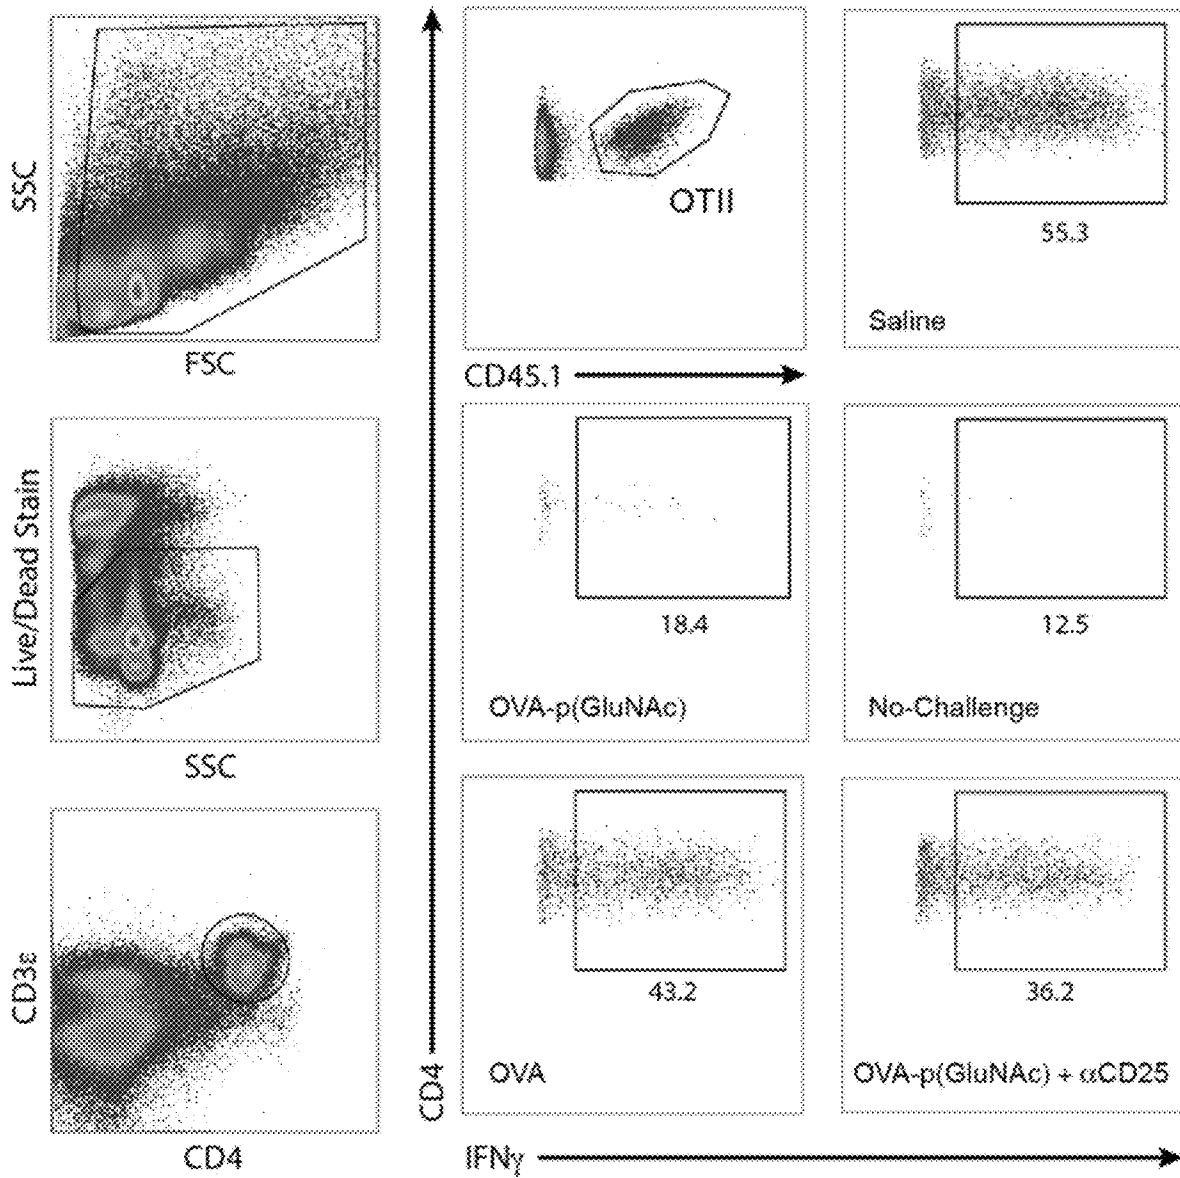 SSC
FSC
Live/Dead Stain
SSC
CD3ε
CD4
CD4
OTII
CD45.1
55.3
Saline
18.4
OVA-p(GluNAc)
12.5
No-Challenge
43.2
OVA
36.2
OVA-p(GluNAc) + αCD25
IFNγ